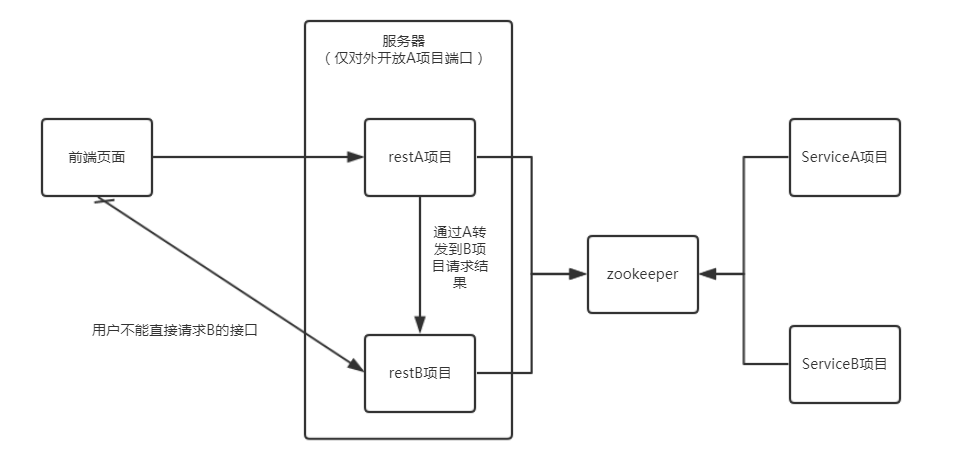 服务器
（仅对外开放A项目端口）
前端页面
restA项目
ServiceA项目
通过A转
发到B项
目请求结
果
zookeeper
用户不能直接请求B的接口
restB项目
ServiceB项目